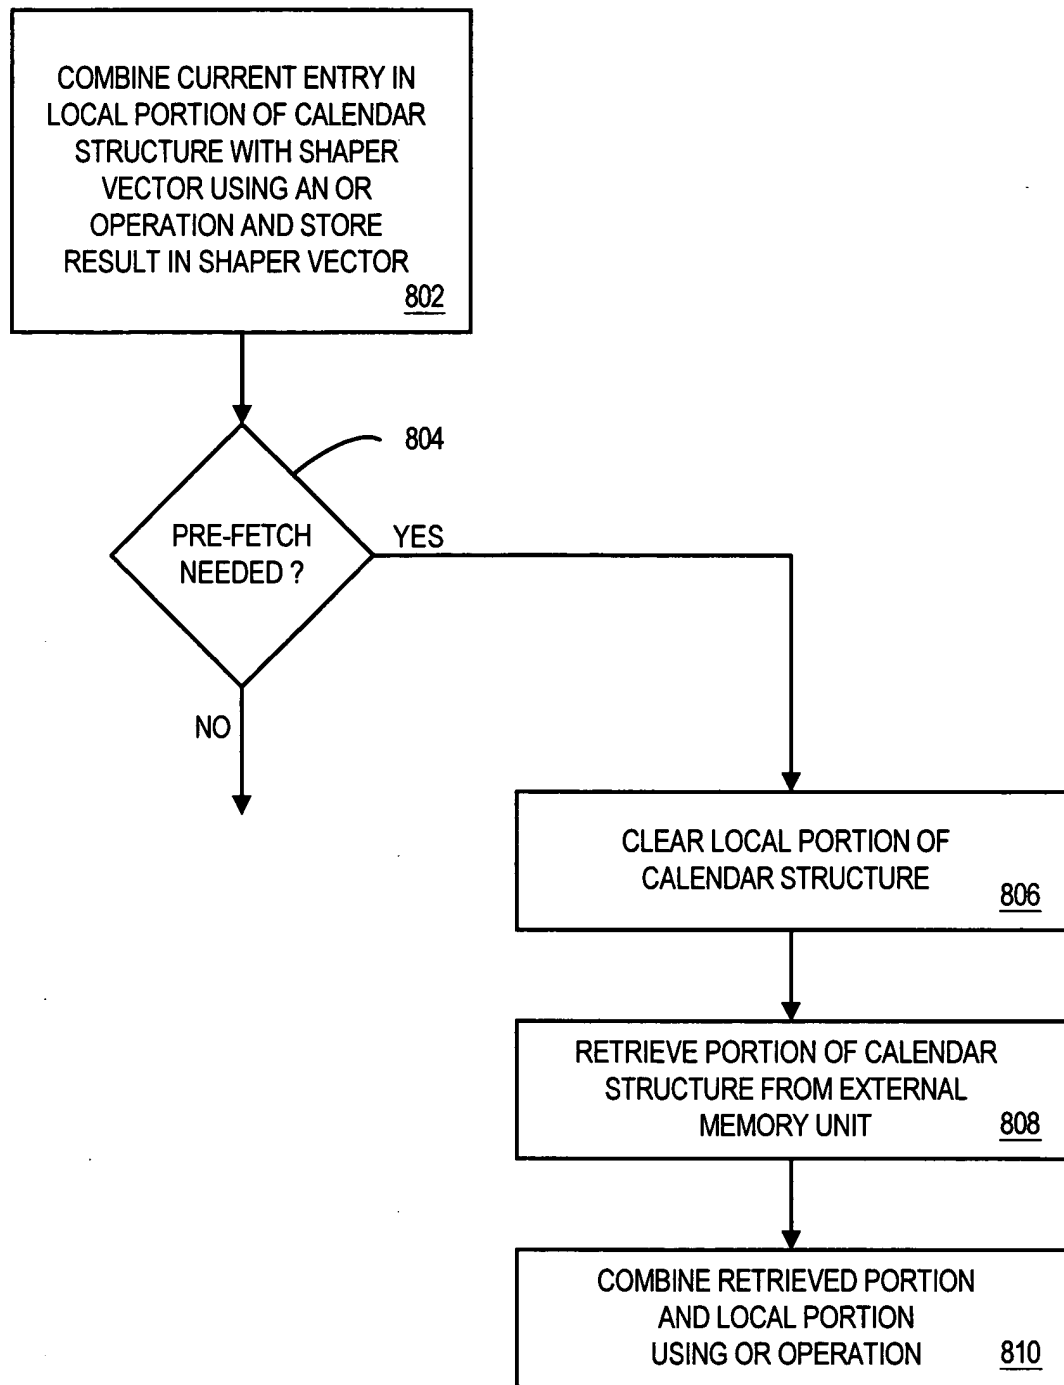 COMBINE CURRENT ENTRY IN
LOCAL PORTION OF CALENDAR
STRUCTURE WITH SHAPER
VECTOR USING AN OR
OPERATION AND STORE
RESULT IN SHAPER VECTOR
802
804
PRE-FETCH
NEEDED ?
YES
NO
CLEAR LOCAL PORTION OF
CALENDAR STRUCTURE
806
RETRIEVE PORTION OF CALENDAR
STRUCTURE FROM EXTERNAL
MEMORY UNIT
808
COMBINE RETRIEVED PORTION
AND LOCAL PORTION
USING OR OPERATION
810